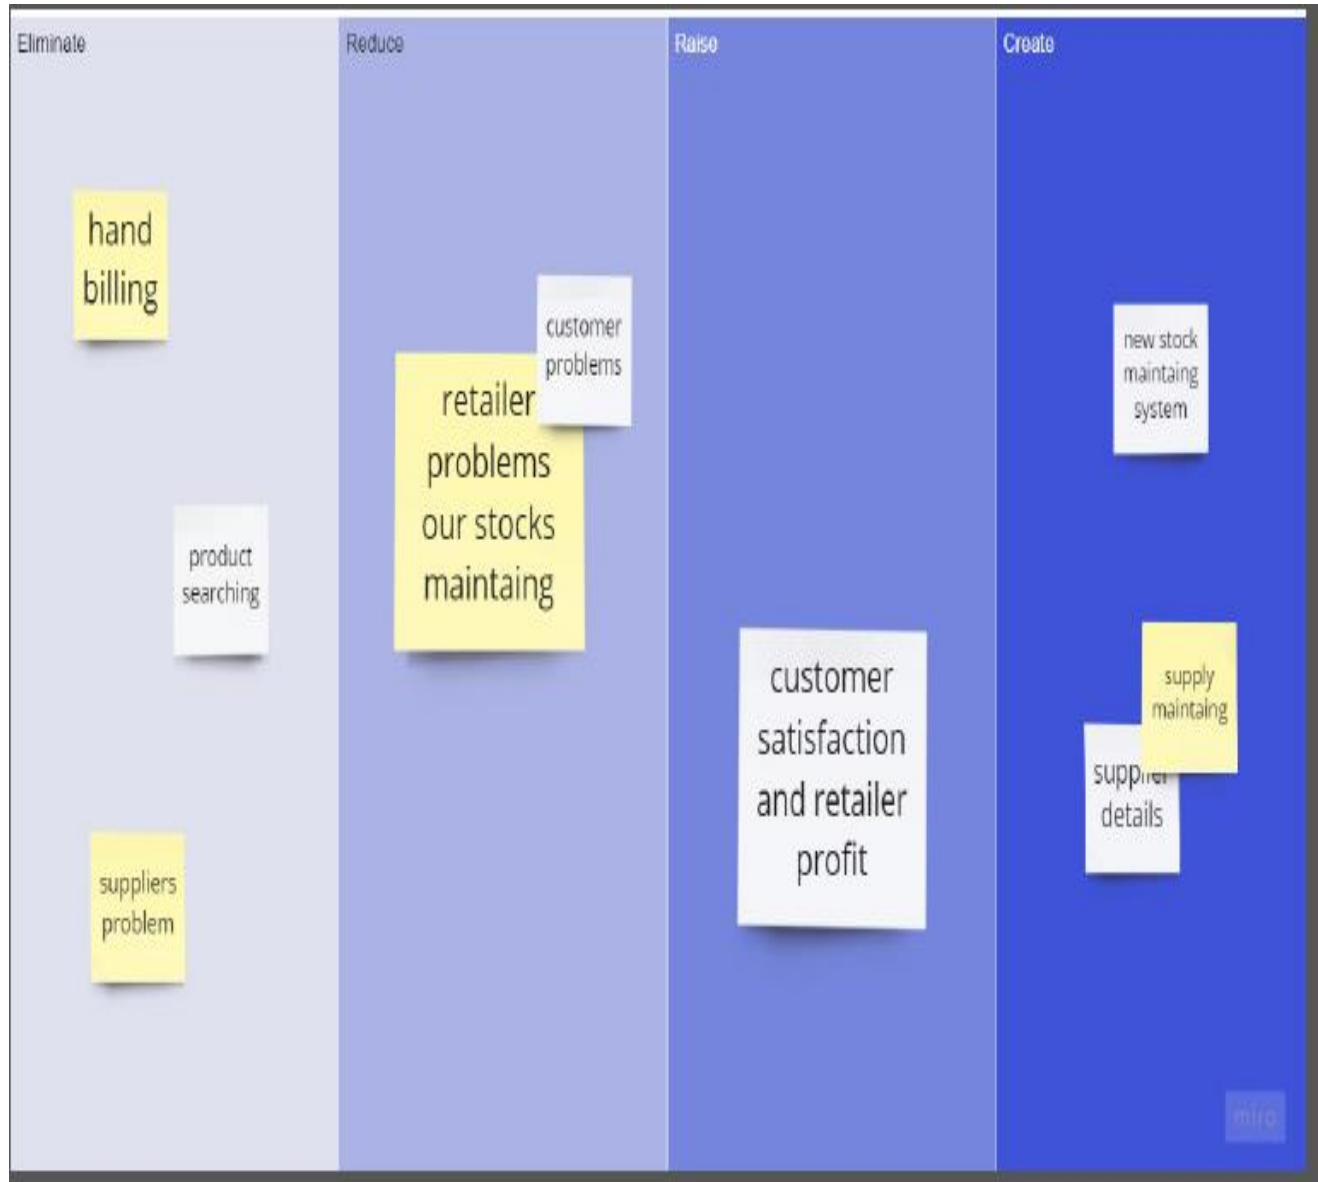 Eliminate
Reduce
Raise
Create
hand
billing
product
searching
suppliers
problem
customer
problems
retailer
problems
our stocks
maintaing
customer
satisfaction
and retailer
profit
new stock
maintaing
system
supply
maintaing
supplier
details
miro